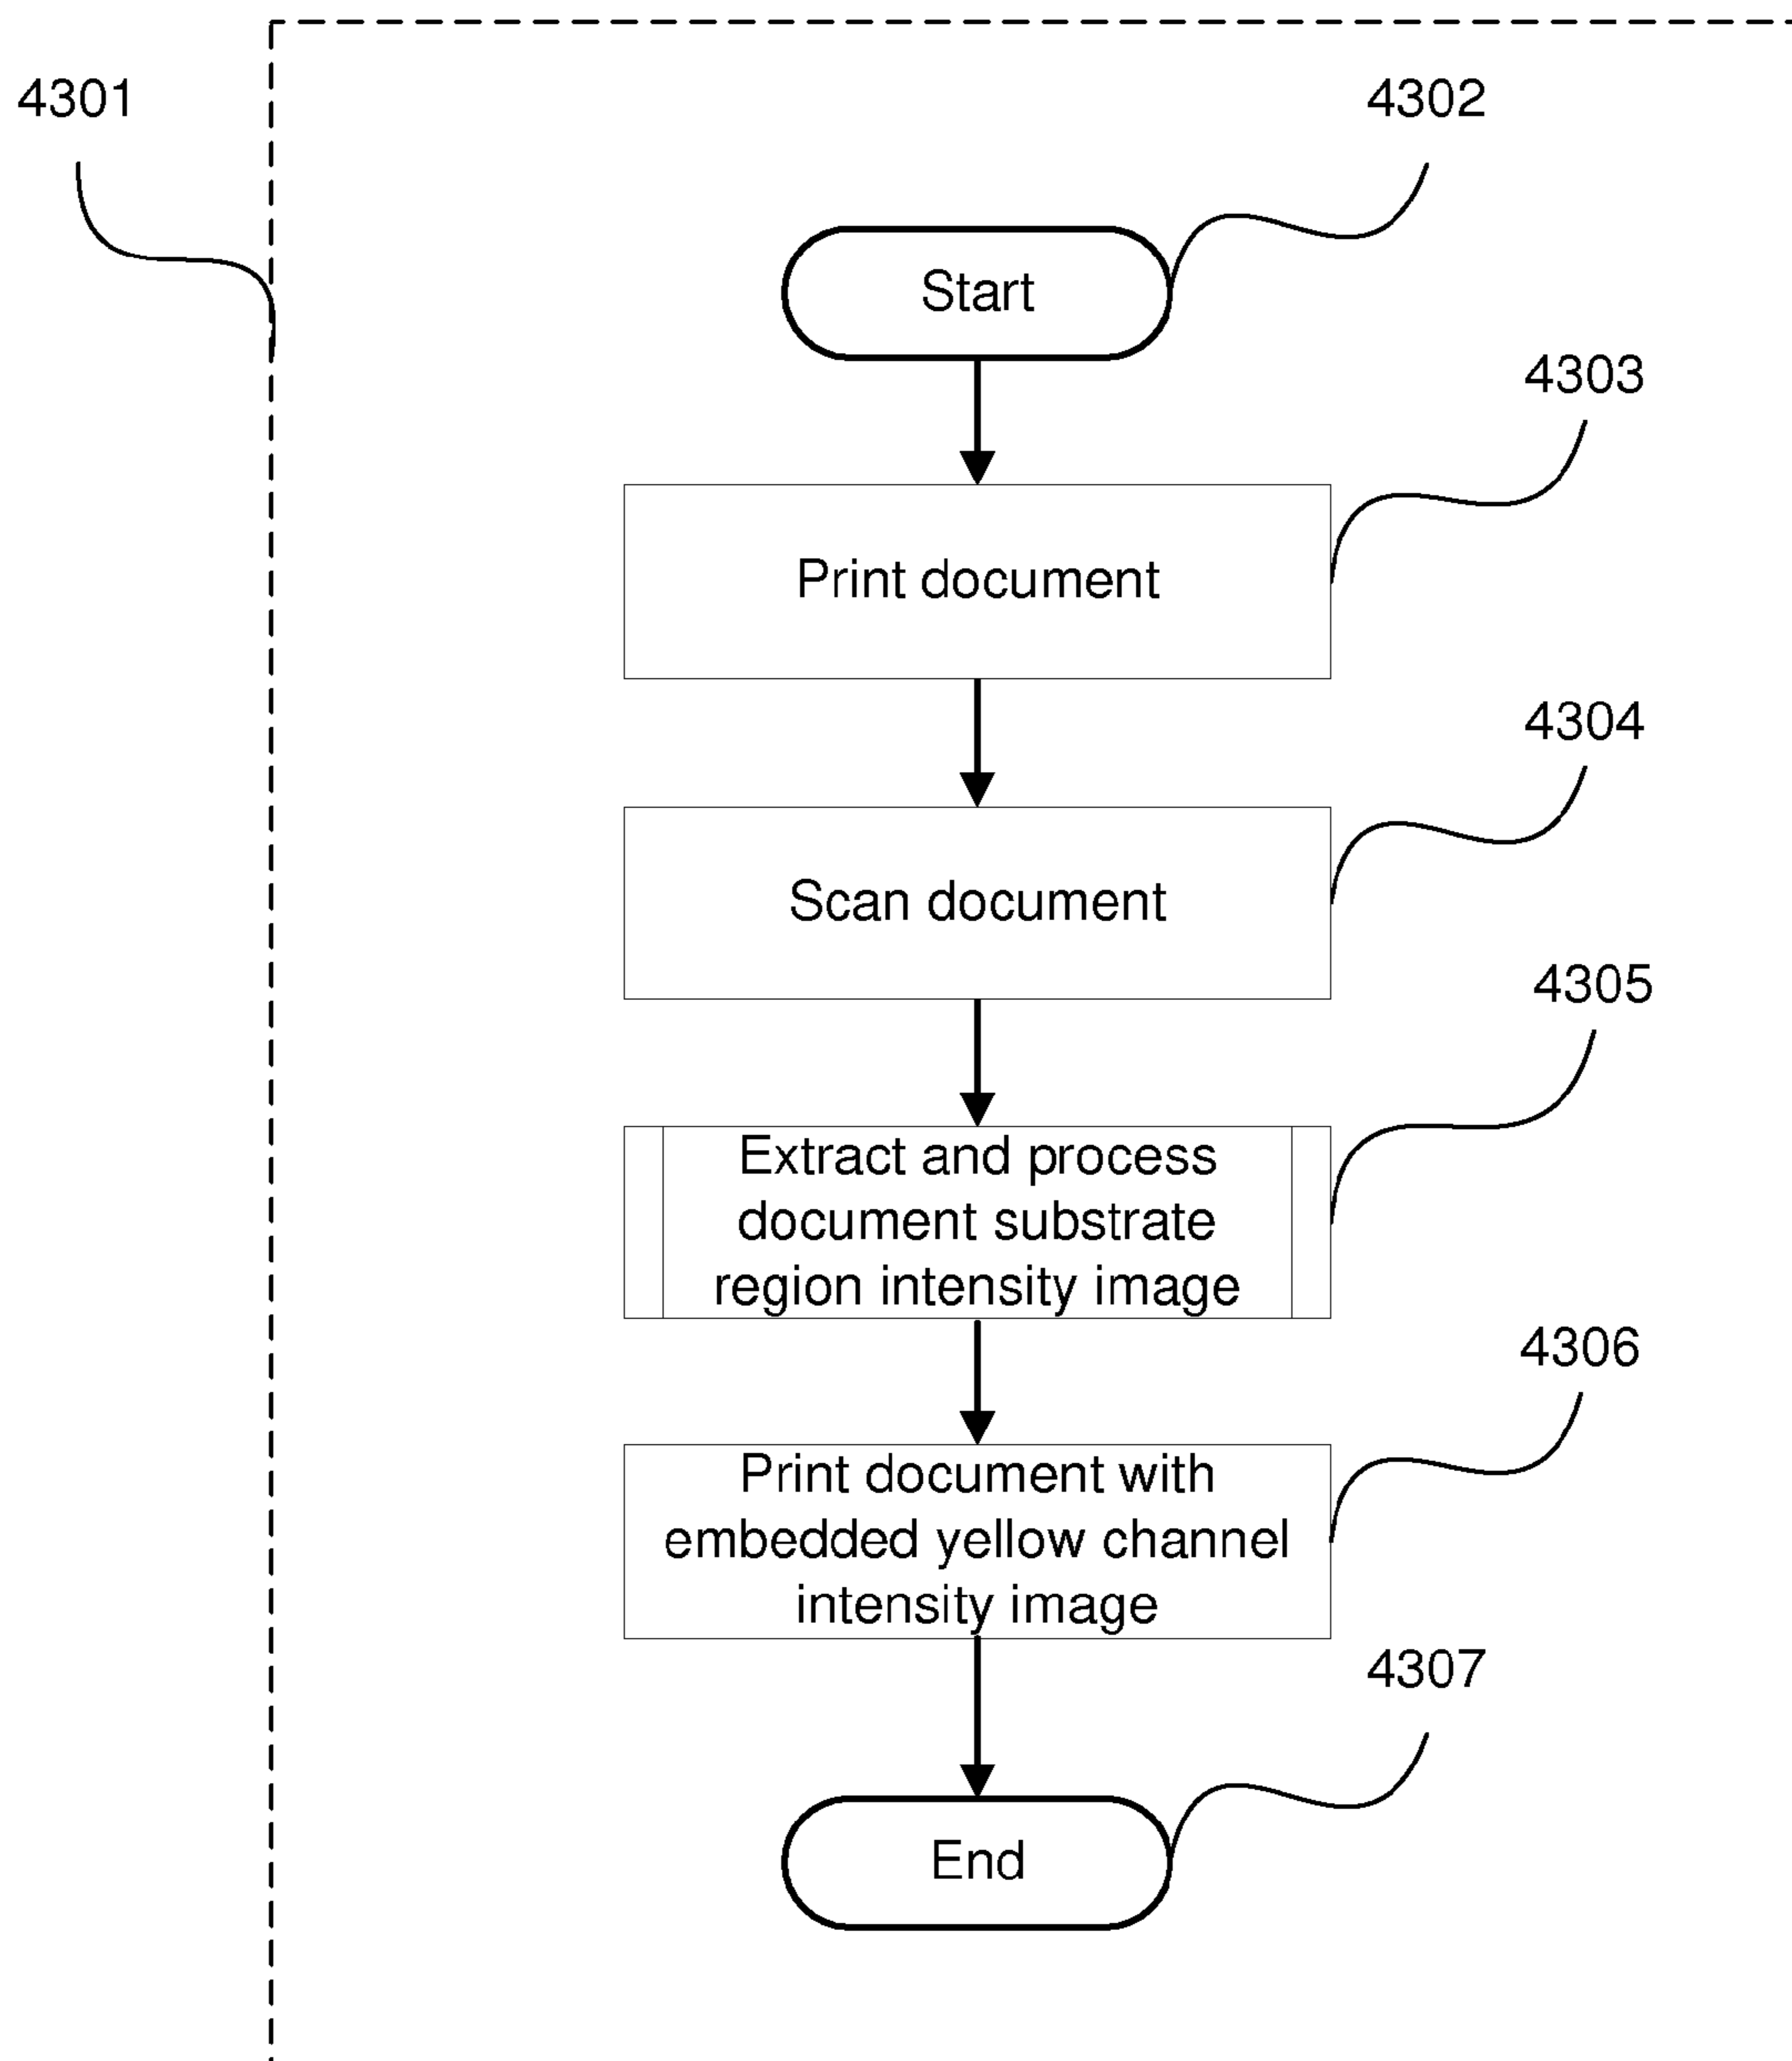 4301
4302
Start
4303
Print document
4304
Scan document
4305
Extract and process
document substrate
region intensity image
4306
Print document with
embedded yellow channel
intensity image
4307
End